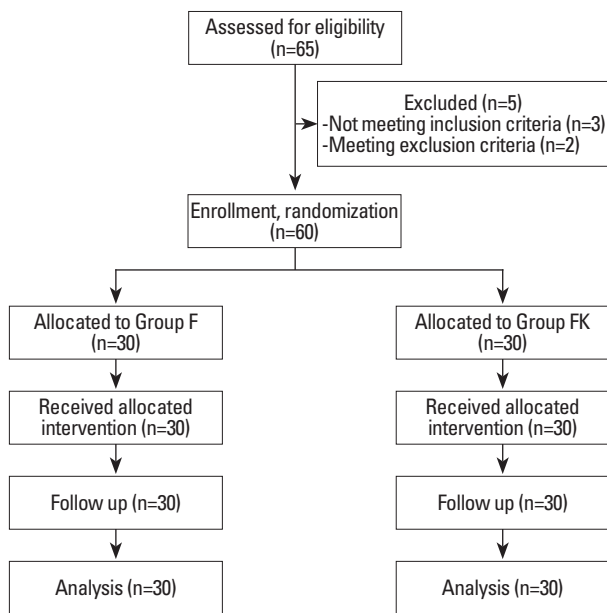 Assessed for eligibility
(n=65)
Excluded (n=5)
-Not meeting inclusion criteria (n=3)
-Meeting exclusion criteria (n=2)
Enrollment, randomization
(n=60)
Allocated to Group F
(n=30)
Allocated to Group FK
(n=30)
Received allocated
intervention (n=30)
Received allocated
intervention (n=30)
Follow up (n=30)
Follow up (n=30)
Analysis (n=30)
Analysis (n=30)